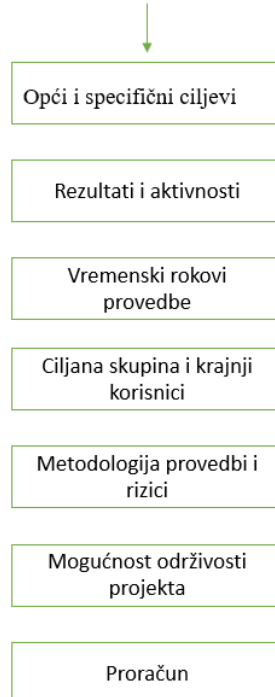 Opći i specifični ciljevi
Rezultati i aktivnosti
Vremenski rokovi
provedbe
Ciljana skupina i krajnji
korisnici
Metodologija provedbi i
rizici
Mogućnost održivosti
projekta
Proračun